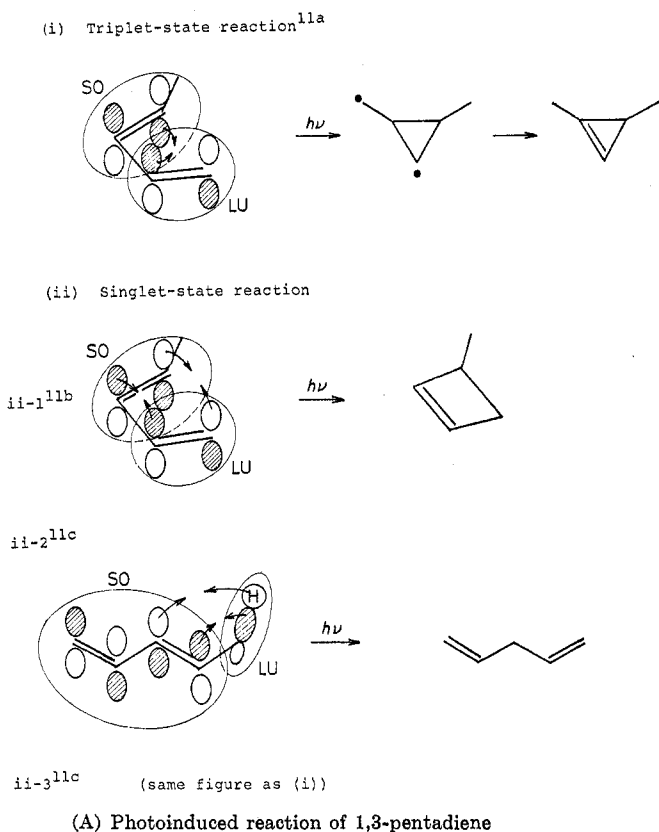 (i) Triplet-state reaction11a
SO
LU
hν
(ii) Singlet-state reaction
ii-111b
SO
LU
hν
ii-211c
SO
H
LU
hν
ii-311c (same figure as (i))
(A) Photoinduced reaction of 1,3-pentadiene